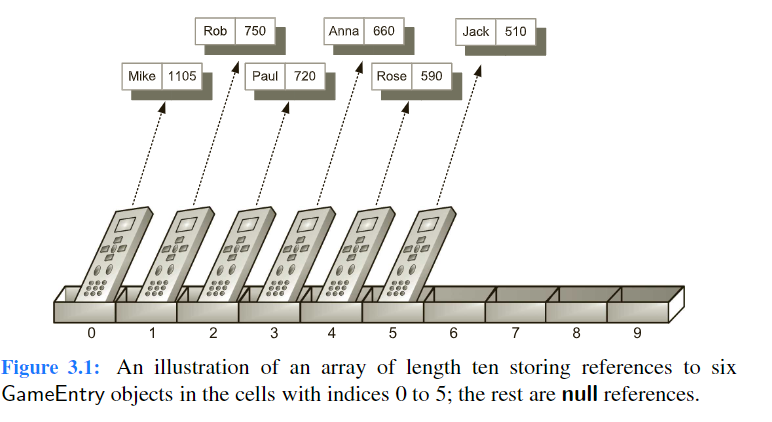 Rob 750
Anna 660
Jack 510
Mike 1105
Paul 720
Rose 590
0 1 2 3 4 5 6 7 8 9
Figure 3.1: An illustration of an array of length ten storing references to six
GameEntry objects in the cells with indices 0 to 5; the rest are null references.